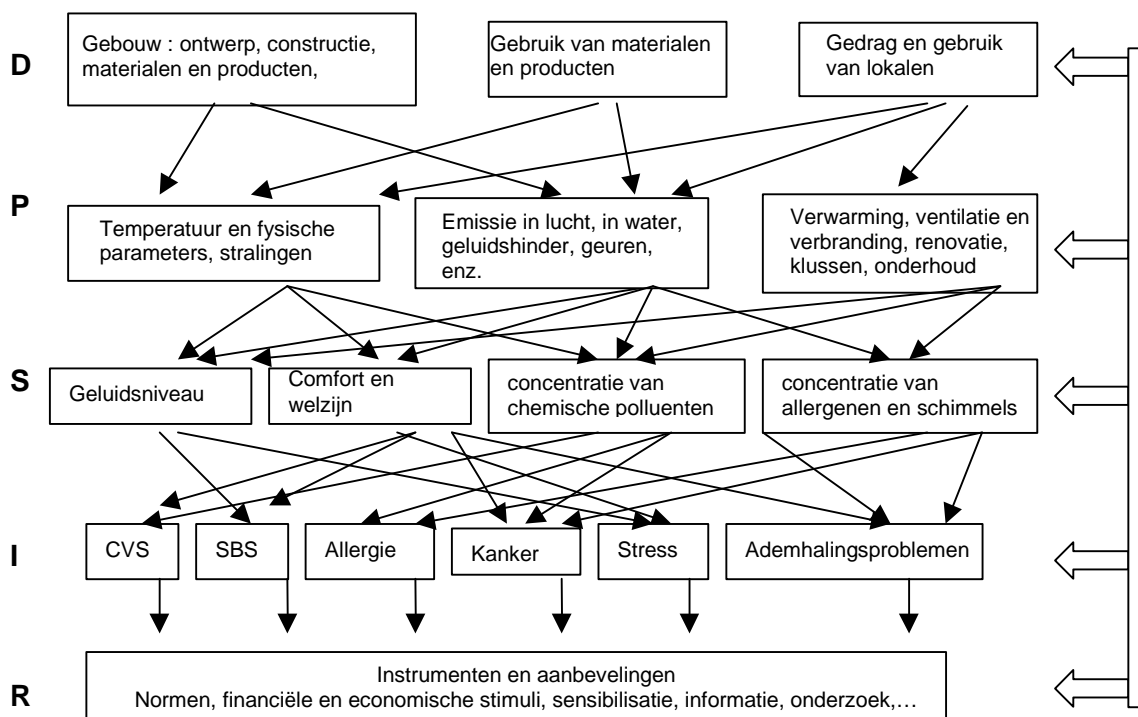 D
Gebouw : ontwerp, constructie,
materialen en producten,
Gebruik van materialen
en producten
Gedrag en gebruik
van lokalen
P
Temperatuur en fysische
parameters, stralingen
Emissie in lucht, in water,
geluidshinder, geuren,
enz.
Verwarming, ventilatie en
verbranding, renovatie,
klussen, onderhoud
S
Geluidsniveau
Comfort en
welzijn
concentratie van
chemische polluenten
concentratie van
allergenen en schimmels
I
CVS
SBS
Allergie
Kanker
Stress
Ademhalingsproblemen
R
Instrumenten en aanbevelingen
Normen, financiële en economische stimuli, sensibilisatie, informatie, onderzoek,…